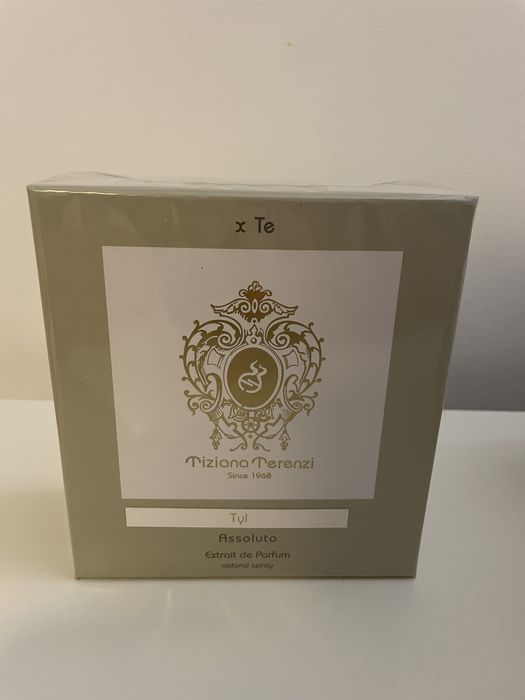 x Te
Tiziana Terenzi
Since 1968
Tyl
Assoluto
Extrait de Parfum
natural spray